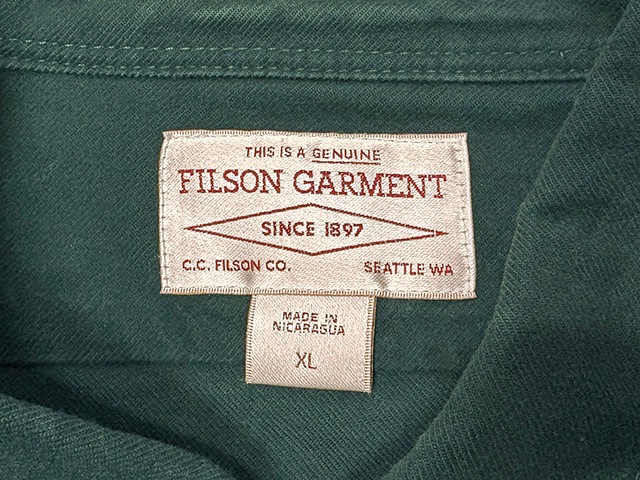 THIS IS A GENUINE
FILSON GARMENT
SINCE 1897
C.C. FILSON CO. SEATTLE WA
MADE IN
NICARAGUA
XL